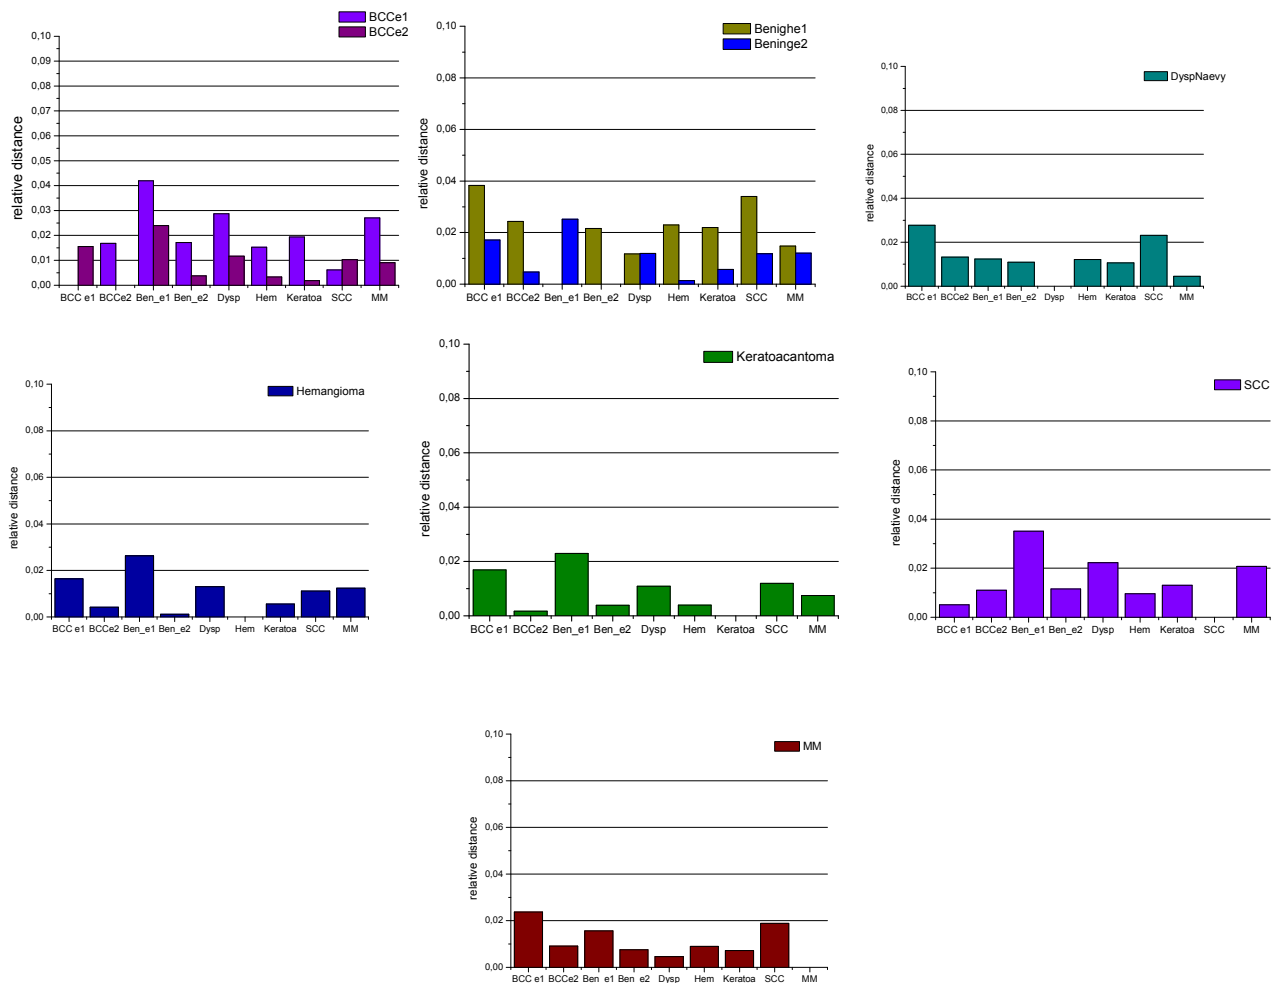 BCCe1
BCCe2
0,10
0,09
0,08
0,07
0,06
0,05
0,04
0,03
0,02
0,01
0,00
relative distance
BCC e1 BCCe2 Ben_e1 Ben_e2 Dysp Hem Keratoa SCC MM
Benighe1
Beninge2
0,10
0,08
0,06
0,04
0,02
0,00
relative distance
BCC e1 BCCe2 Ben_e1 Ben_e2 Dysp Hem Keratoa SCC MM
DyspNaevy
0,10
0,08
0,06
0,04
0,02
0,00
relative distance
BCC e1 BCCe2 Ben_e1 Ben_e2 Dysp Hem Keratoa SCC MM
Hemangioma
0,10
0,08
0,06
0,04
0,02
0,00
relative distance
BCC e1 BCCe2 Ben_e1 Ben_e2 Dysp Hem Keratoa SCC MM
Keratoacantoma
0,10
0,08
0,06
0,04
0,02
0,00
relative distance
BCC e1 BCCe2 Ben_e1 Ben_e2 Dysp Hem Keratoa SCC MM
SCC
0,10
0,08
0,06
0,04
0,02
0,00
relative distance
BCC e1 BCCe2 Ben_e1 Ben_e2 Dysp Hem Keratoa SCC MM
MM
0,10
0,08
0,06
0,04
0,02
0,00
relative distance
BCC e1 BCCe2 Ben_e1 Ben_e2 Dysp Hem Keratoa SCC MM